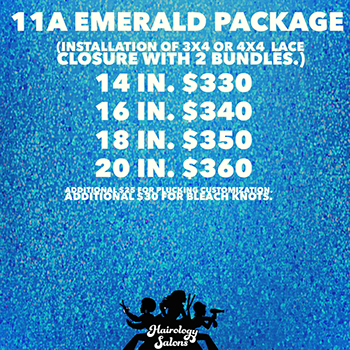 11A EMERALD PACKAGE
(INSTALLATION OF 3X4 OR 4X4 LACE
CLOSURE WITH 2 BUNDLES.)
14 IN. $330
16 IN. $340
18 IN. $350
20 IN. $360
ADDITIONAL $25 FOR PLUCKING CUSTOMIZATION.
ADDITIONAL $30 FOR BLEACH KNOTS.
Hairology
Salons